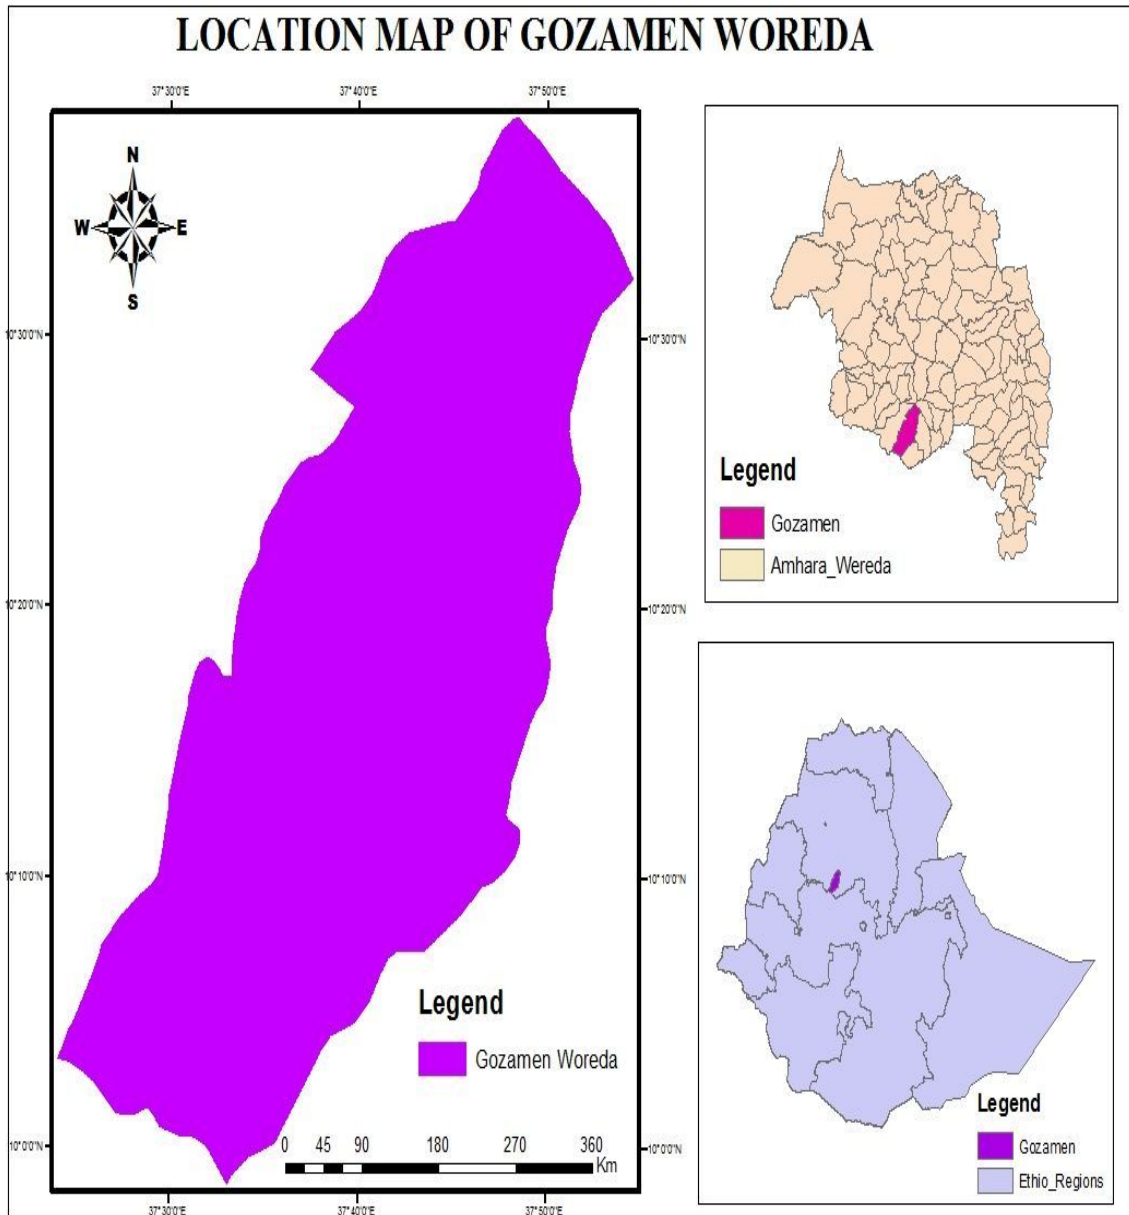 LOCATION MAP OF GOZAMEN WOREDA
37°30'0"E 37°40'0"E 37°50'0"E
N
W E
S
10°30'0"N 10°30'0"N
10°20'0"N 10°20'0"N
10°10'0"N 10°10'0"N
10°0'0"N 10°0'0"N
Legend
Gozamen Woreda
0 45 90 180 270 360
Km
37°30'0"E 37°40'0"E 37°50'0"E
Legend
Gozamen
Amhara_Wereda
Legend
Gozamen
Ethio_Regions